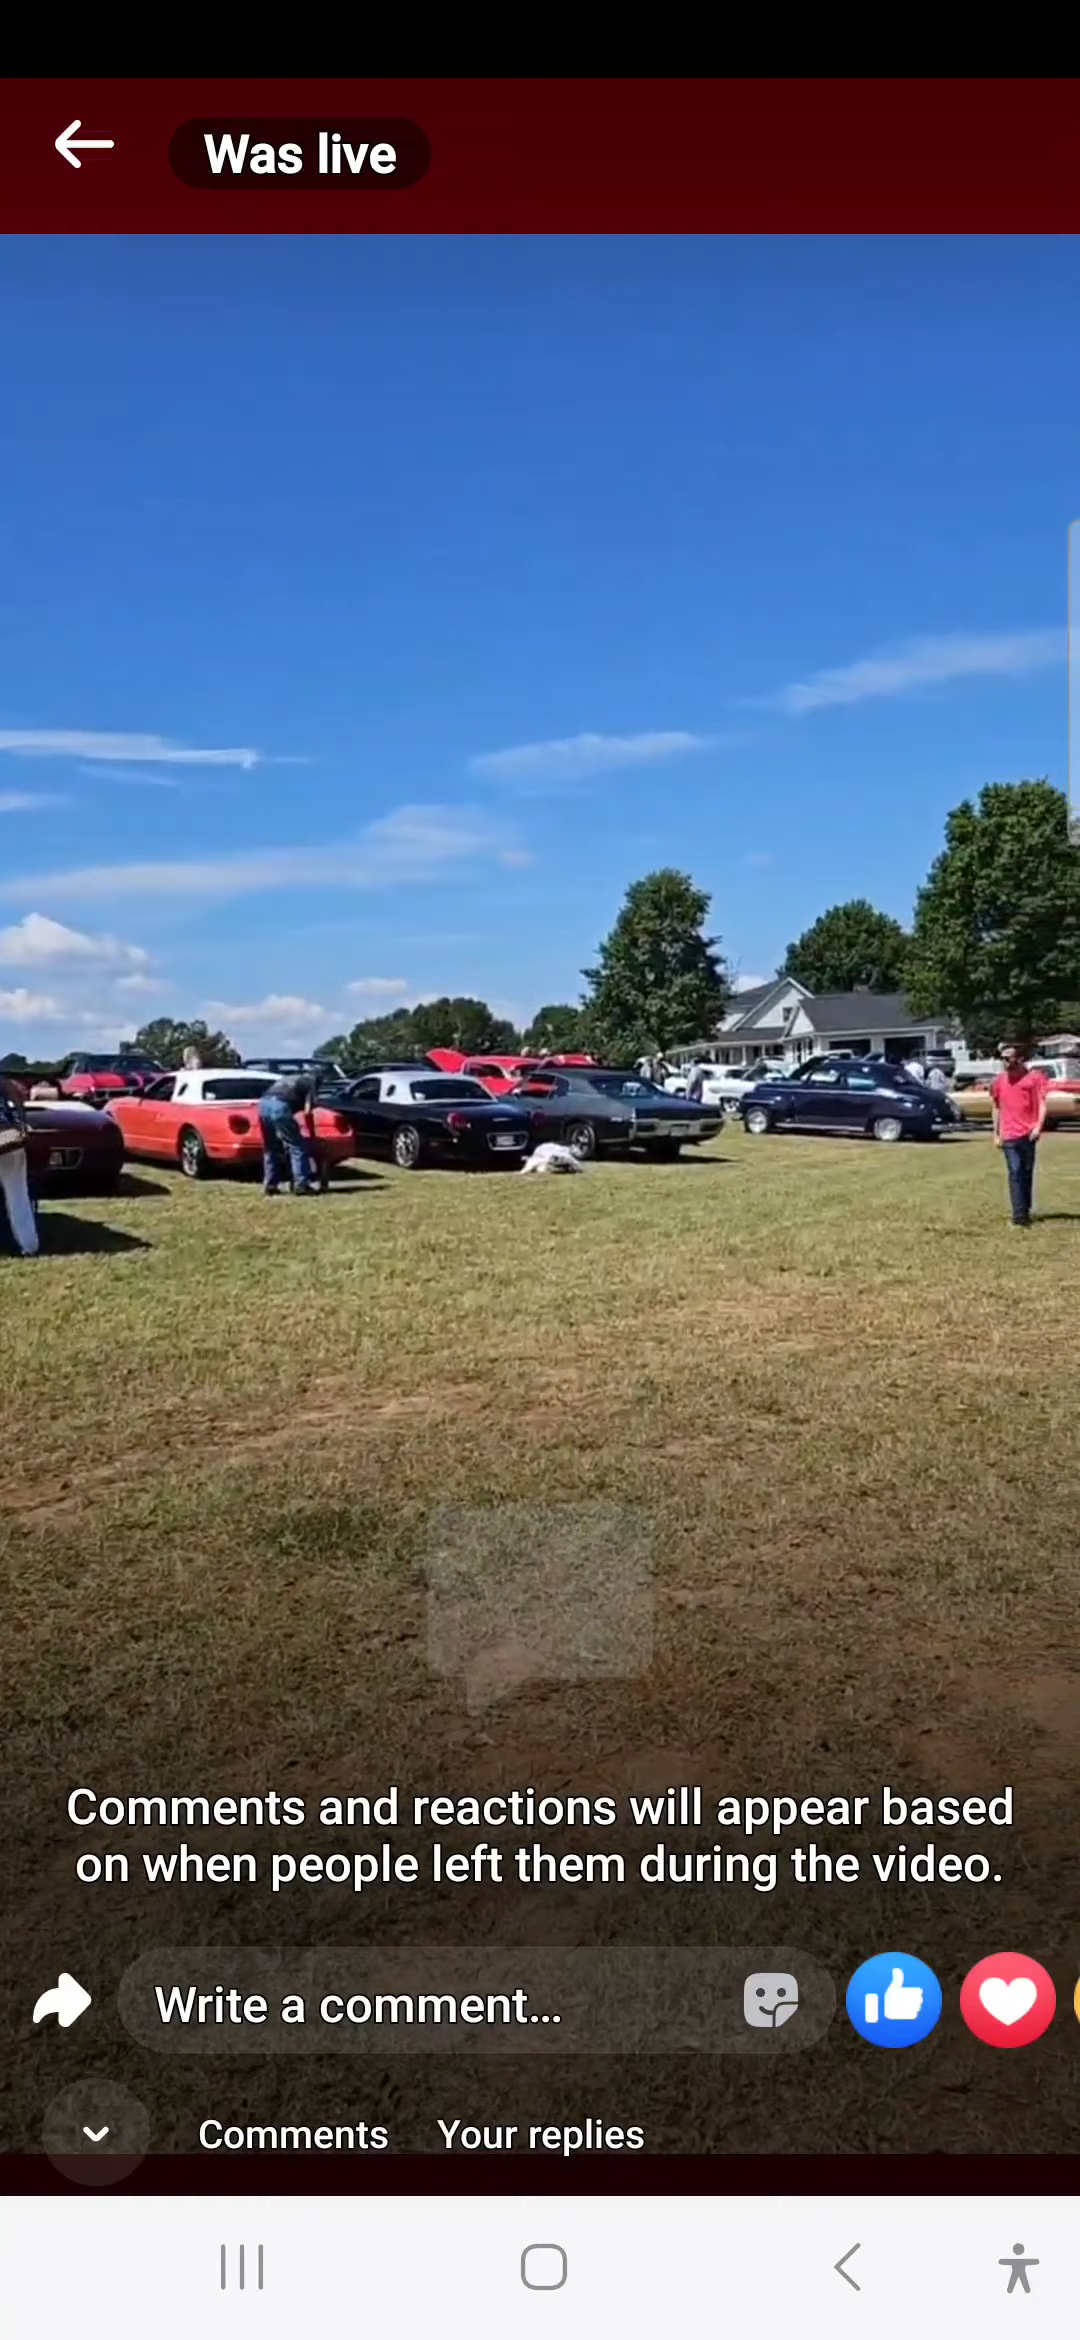 Was live
Comments and reactions will appear based
on when people left them during the video.
Write a comment...
Comments Your replies